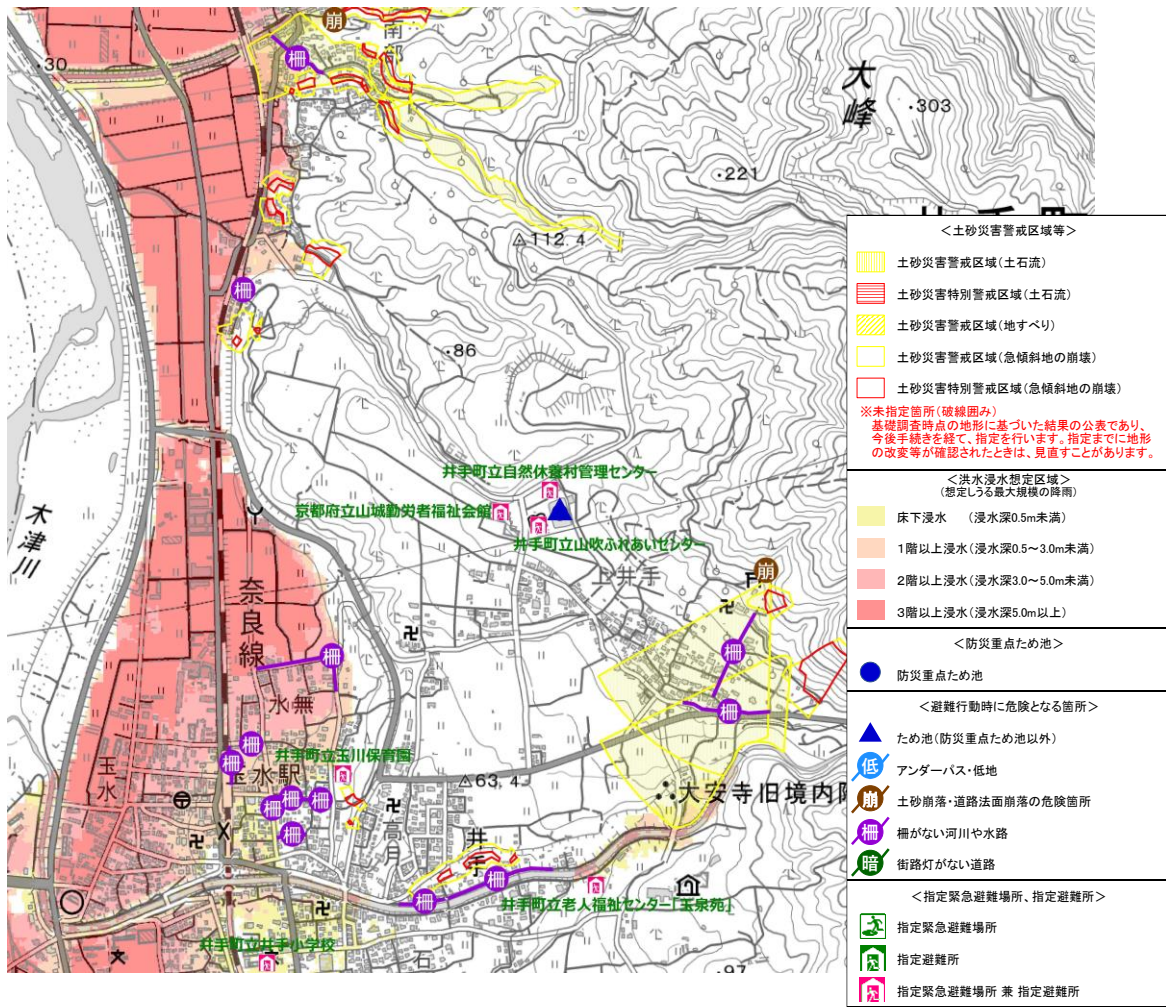 崩
南部
柵
・30
大峰
・303
・221
△112.4
柵
・86
井手町立自然休養村管理センター
京都府立山城勤労者福祉会館
井手町立山吹ふれあいセンター
木津川
上井手
崩
奈良線
柵
柵
水無
柵
柵
柵
井手町立玉川保育園
玉水駅
玉水
△63.4
大安寺旧境内
柵
柵
柵
柵
高月
井手
柵
柵
井手町立老人福祉センター「玉泉苑」
井手町立井手小学校
石
・97
<土砂災害警戒区域等>
土砂災害警戒区域(土石流)
土砂災害特別警戒区域(土石流)
土砂災害警戒区域(地すべり)
土砂災害警戒区域(急傾斜地の崩壊)
土砂災害特別警戒区域(急傾斜地の崩壊)
※未指定箇所(破線囲み)
基礎調査時点の地形に基づいた結果の公表であり、
今後手続きを経て、指定を行います。指定までに地形
の改変等が確認されたときは、見直すことがあります。
<洪水浸水想定区域>
(想定しうる最大規模の降雨)
床下浸水 (浸水深0.5m未満)
1階以上浸水(浸水深0.5～3.0m未満)
2階以上浸水(浸水深3.0～5.0m未満)
3階以上浸水(浸水深5.0m以上)
<防災重点ため池>
防災重点ため池
<避難行動時に危険となる箇所>
ため池(防災重点ため池以外)
低 アンダーパス・低地
崩 土砂崩落・道路法面崩落の危険箇所
柵 柵がない河川や水路
暗 街路灯がない道路
<指定緊急避難場所、指定避難所>
指定緊急避難場所
指定避難所
指定緊急避難場所 兼 指定避難所